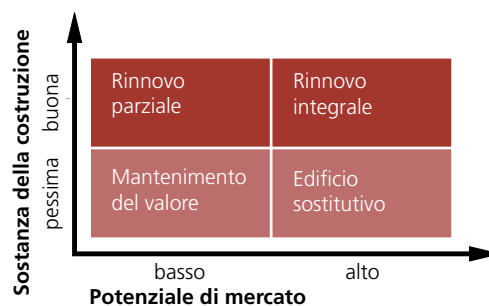 Sostanza della costruzione
buona
pessima
Rinnovo
parziale
Rinnovo
integrale
Mantenimento
del valore
Edificio
sostitutivo
basso
alto
Potenziale di mercato